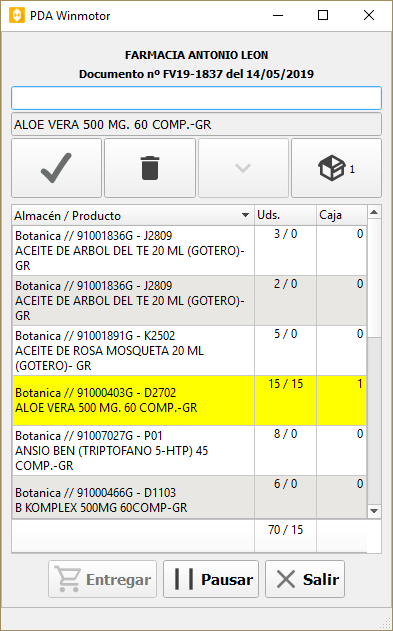 PDA Winmotor
FARMACIA ANTONIO LEON
Documento nº FV19-1837 del 14/05/2019
ALOE VERA 500 MG. 60 COMP.-GR
1
Almacén / Producto Uds. Caja
Botanica // 91001836G - J2809 3 / 0 0
ACEITE DE ARBOL DEL TE 20 ML (GOTERO)-
GR
Botanica // 91001836G - J2809 2 / 0 0
ACEITE DE ARBOL DEL TE 20 ML (GOTERO)-
GR
Botanica // 91001891G - K2502 5 / 0 0
ACEITE DE ROSA MOSQUETA 20 ML
(GOTERO)- GR
Botanica // 91000403G - D2702 15 / 15 1
ALOE VERA 500 MG. 60 COMP.-GR
Botanica // 91007027G - P01 8 / 0 0
ANSIO BEN (TRIPTOFANO 5-HTP) 45
COMP.-GR
Botanica // 91000466G - D1103 6 / 0 0
B KOMPLEX 500MG 60COMP-GR
70 / 15
Entregar Pausar Salir